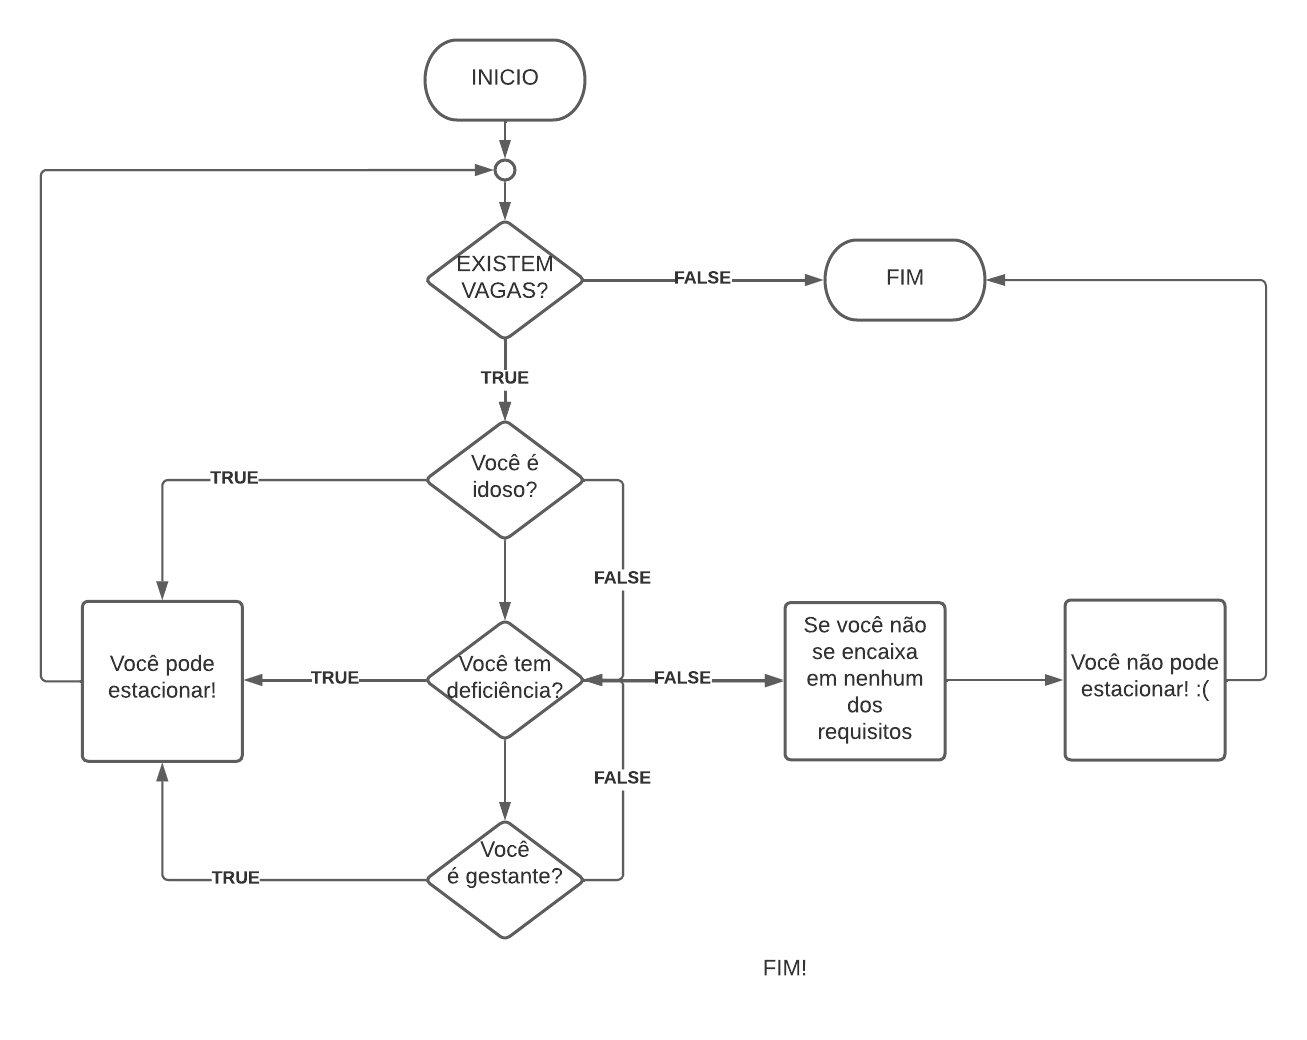 INICIO
EXISTEM
VAGAS?
FALSE
FIM
TRUE
Você é
idoso?
TRUE
FALSE
Você pode
estacionar!
TRUE
Você tem
deficiência?
FALSE
Se você não
se encaixa
em nenhum
dos
requisitos
Você não pode
estacionar! :(
FALSE
Você
é gestante?
TRUE
FIM!